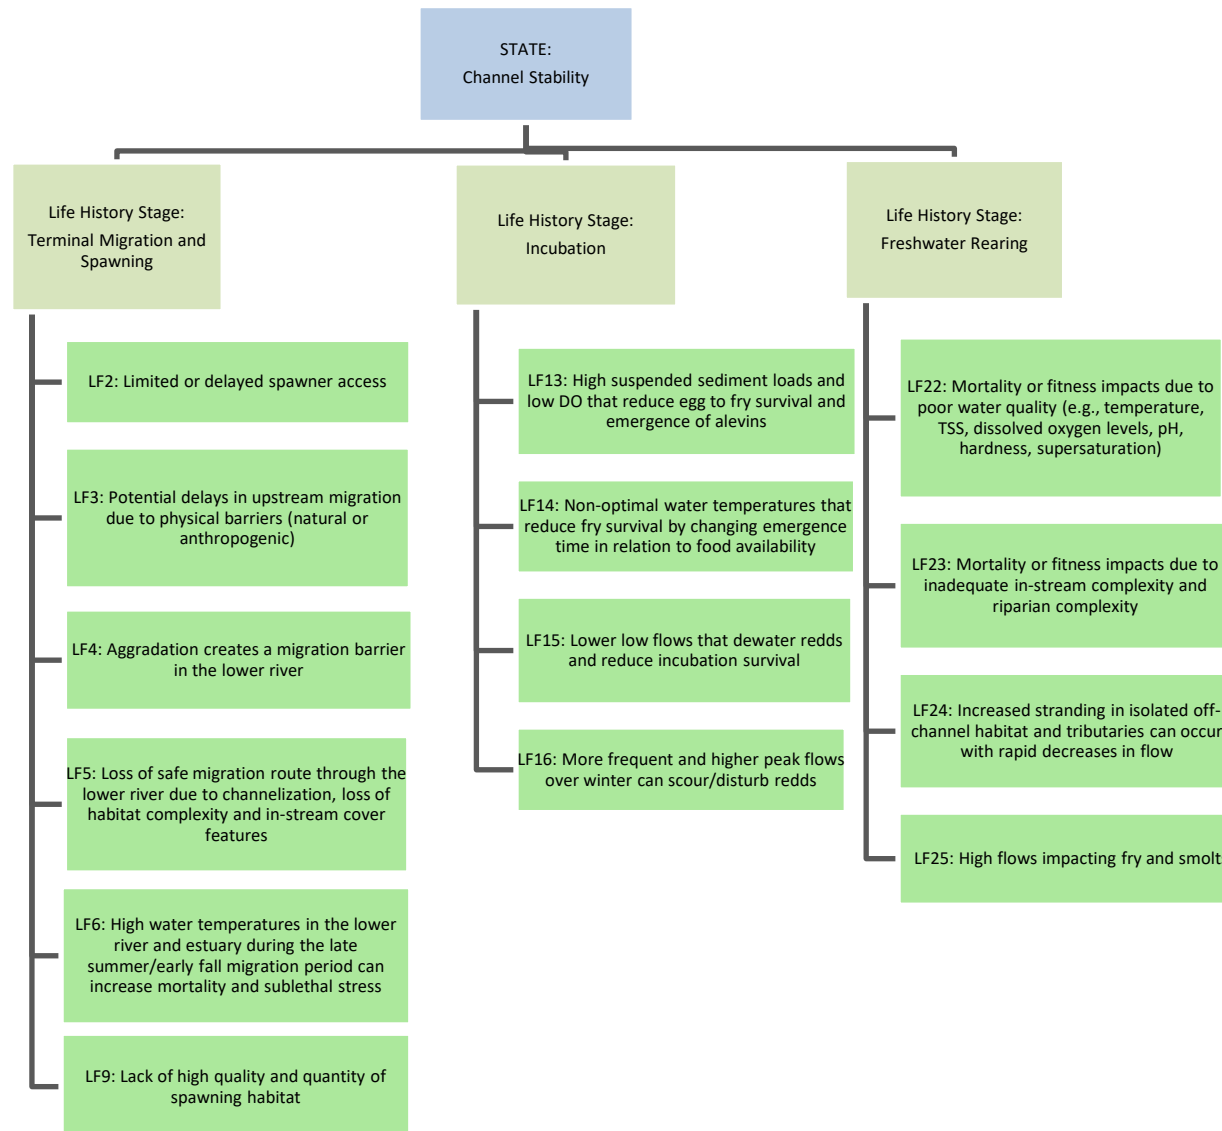 STATE:
Channel Stability
Life History Stage:
Terminal Migration and
Spawning
LF2: Limited or delayed spawner access
LF3: Potential delays in upstream migration
due to physical barriers (natural or
anthropogenic)
LF4: Aggradation creates a migration barrier
in the lower river
LF5: Loss of safe migration route through the
lower river due to channelization, loss of
habitat complexity and in-stream cover
features
LF6: High water temperatures in the lower
river and estuary during the late
summer/early fall migration period can
increase mortality and sublethal stress
LF9: Lack of high quality and quantity of
spawning habitat
Life History Stage:
Incubation
LF13: High suspended sediment loads and
low DO that reduce egg to fry survival and
emergence of alevins
LF14: Non-optimal water temperatures that
reduce fry survival by changing emergence
time in relation to food availability
LF15: Lower low flows that dewater redds
and reduce incubation survival
LF16: More frequent and higher peak flows
over winter can scour/disturb redds
Life History Stage:
Freshwater Rearing
LF22: Mortality or fitness impacts due to
poor water quality (e.g., temperature,
TSS, dissolved oxygen levels, pH,
hardness, supersaturation)
LF23: Mortality or fitness impacts due to
inadequate in-stream complexity and
riparian complexity
LF24: Increased stranding in isolated off-
channel habitat and tributaries can occur
with rapid decreases in flow
LF25: High flows impacting fry and smolt